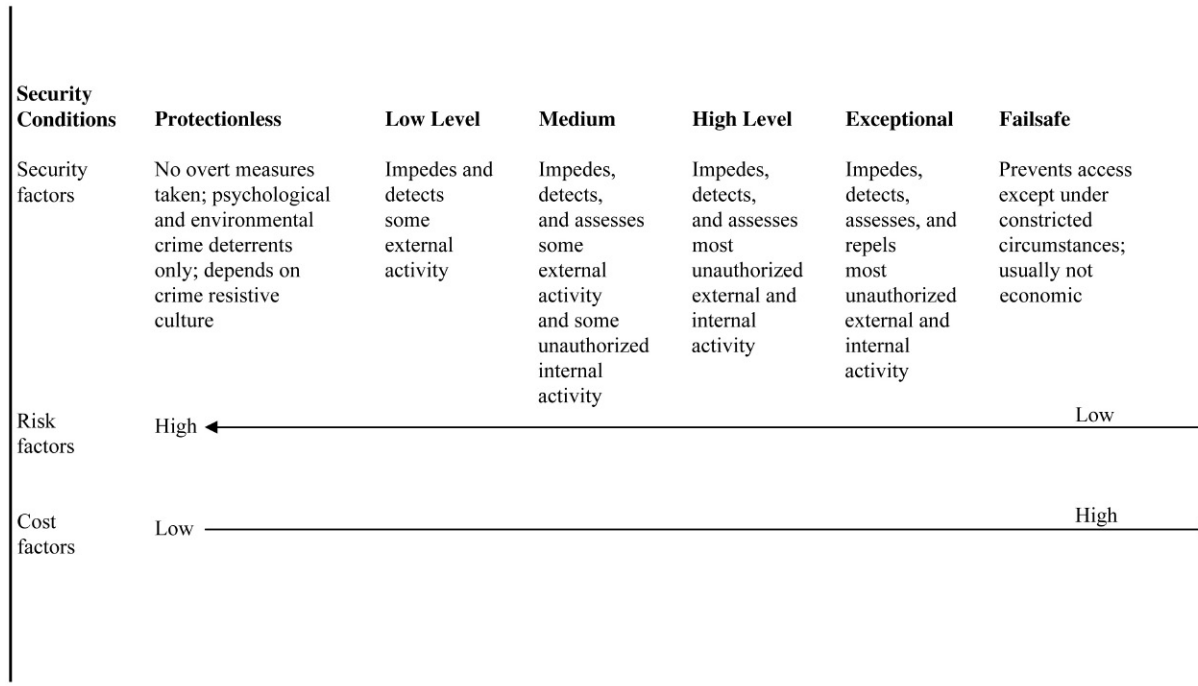 Security
Conditions
Protectionless
Low Level
Medium
High Level
Exceptional
Failsafe
Security
factors
No overt measures
taken; psychological
and environmental
crime deterrents
only; depends on
crime resistive
culture
Impedes and
detects
some
external
activity
Impedes,
detects,
and assesses
some
external
activity
and some
unauthorized
internal
activity
Impedes,
detects,
and assesses
most
unauthorized
external and
internal
activity
Impedes,
detects,
assesses, and
repels
most
unauthorized
external and
internal
activity
Prevents access
except under
constricted
circumstances;
usually not
economic
Risk
factors
High
Low
Cost
factors
Low
High